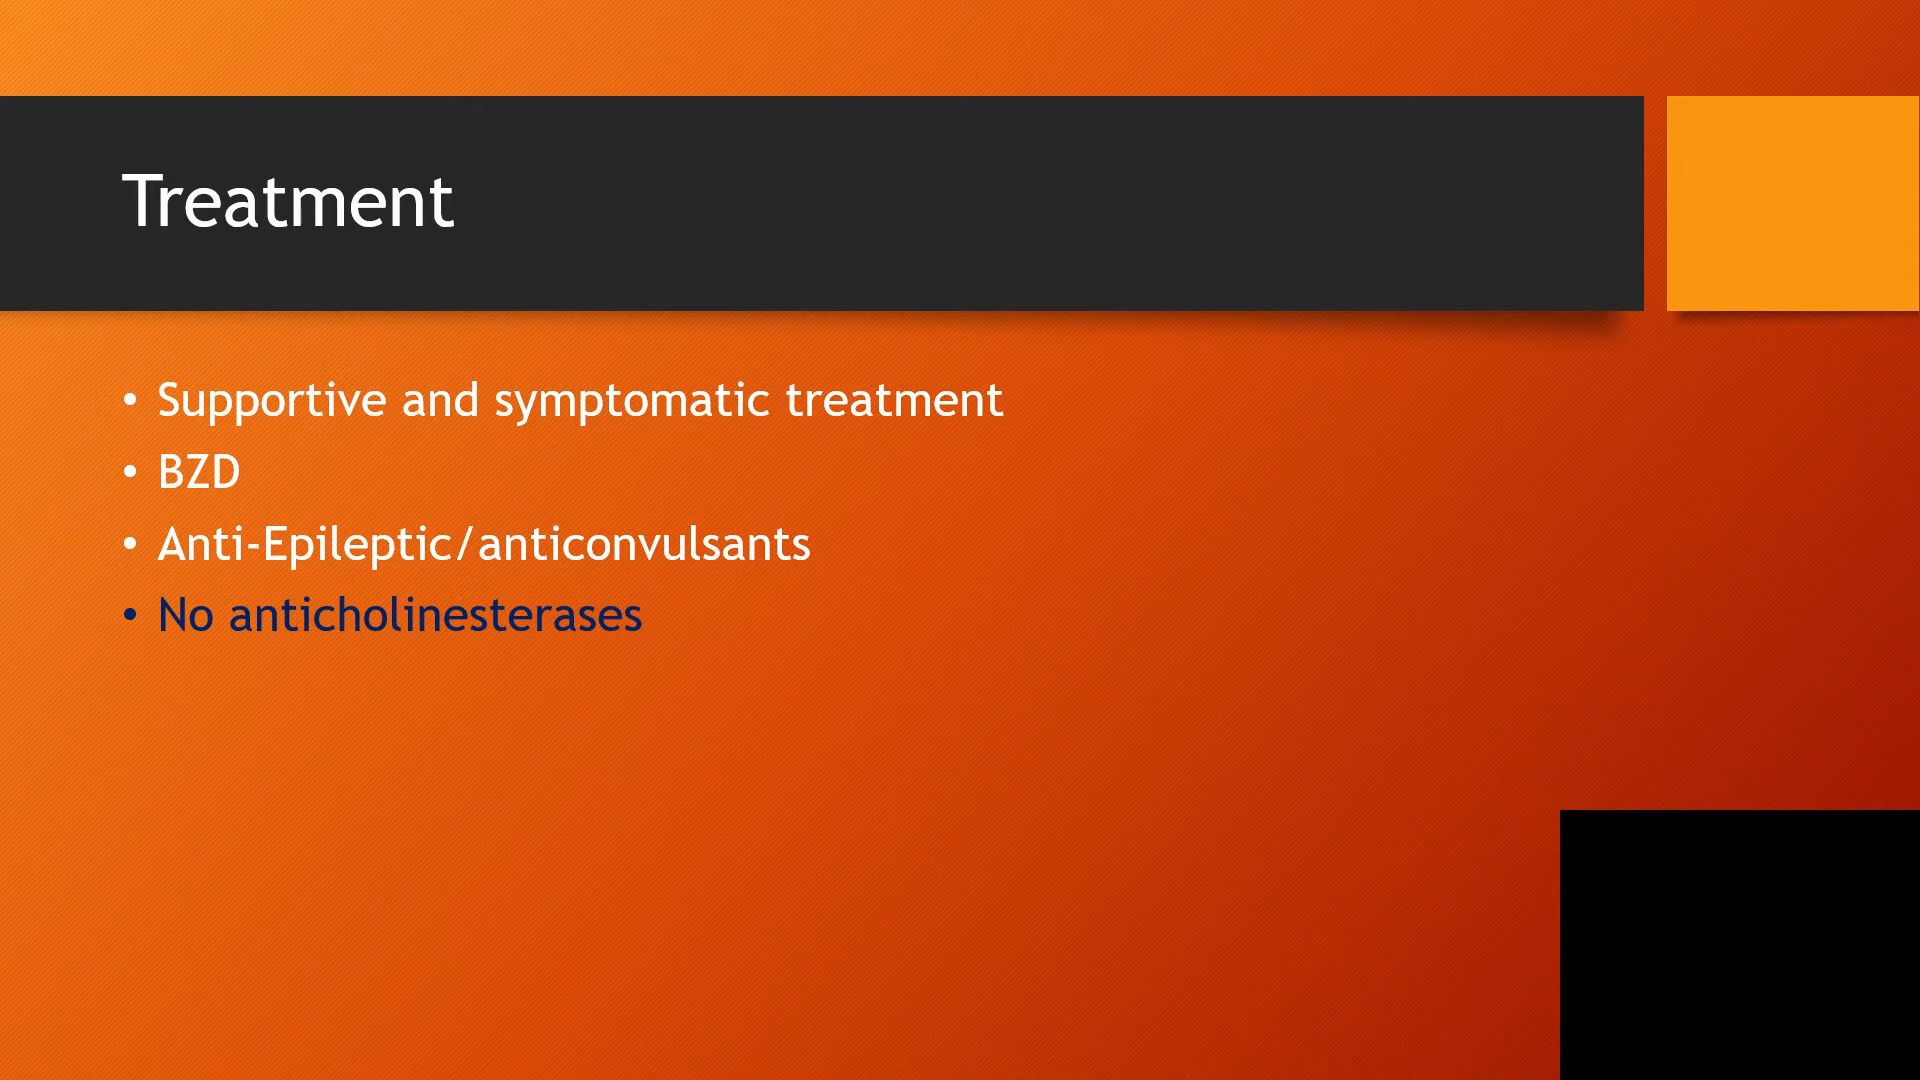 Treatment
• Supportive and symptomatic treatment
• BZD
• Anti-Epileptic/anticonvulsants
• No anticholinesterases